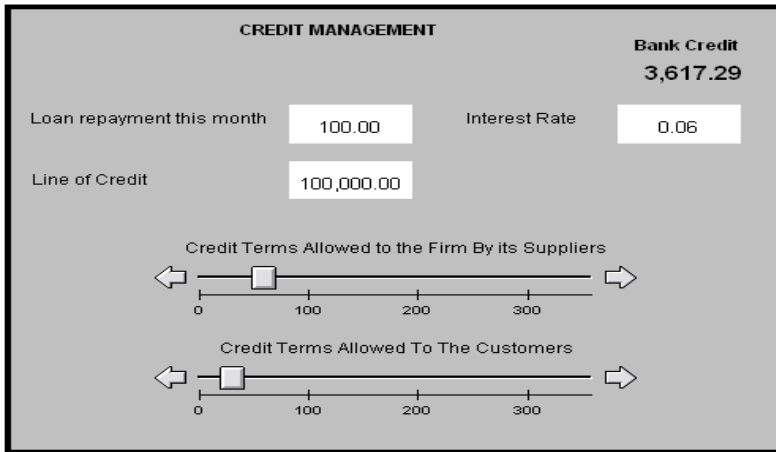 CREDIT MANAGEMENT
Bank Credit
3,617.29
Loan repayment this month 100.00 Interest Rate 0.06
Line of Credit 100,000.00
Credit Terms Allowed to the Firm By its Suppliers
0 100 200 300
Credit Terms Allowed To The Customers
0 100 200 300